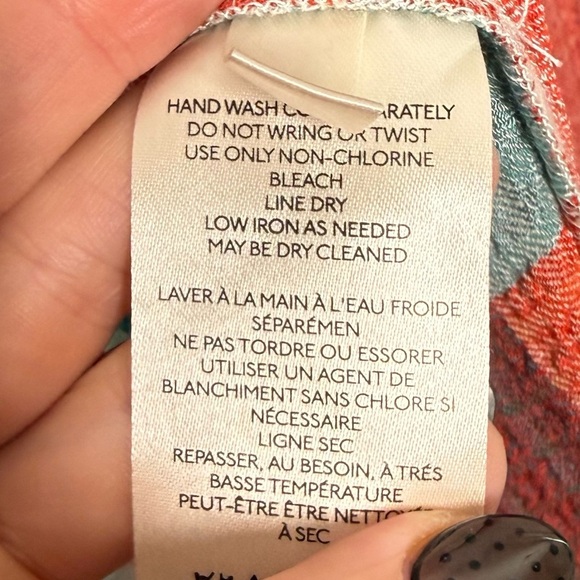 HAND WASH
DO NOT WRING OR TWIST
USE ONLY NON-CHLORINE
BLEACH
LINE DRY
LOW IRON AS NEEDED
MAY BE DRY CLEANED
LAVER À LA MAIN À L'EAU FROIDE
SÉPARÉMEN
NE PAS TORDRE OU ESSORER
UTILISER UN AGENT DE
BLANCHIMENT SANS CHLORE SI
NÉCESSAIRE
LIGNE SEC
REPASSER, AU BESOIN, À TRÉS
BASSE TEMPÉRATURE
PEUT-ÊTRE ÊTRE
À SEC